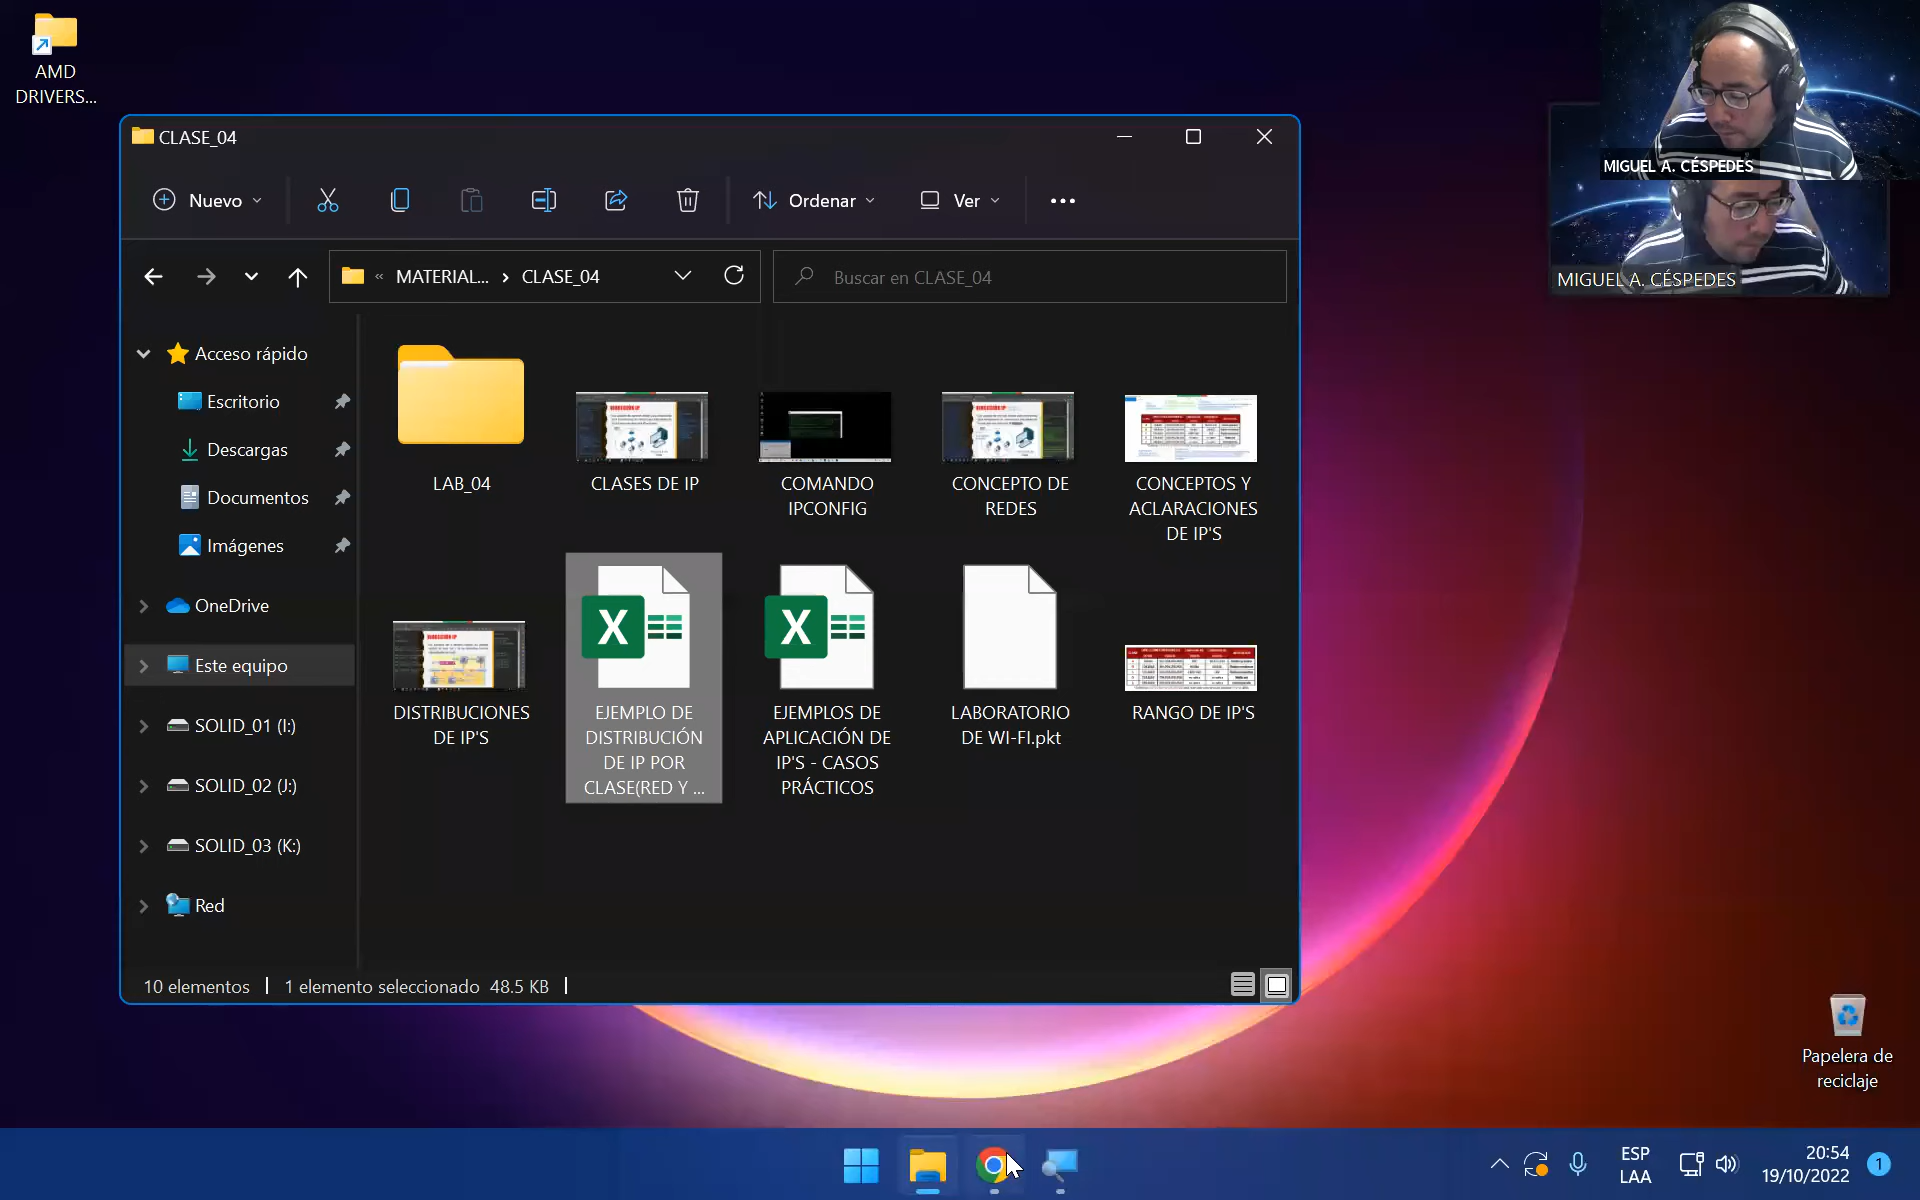 AMD
DRIVERS...
CLASE_04
Nuevo
Ordenar
Ver
« MATERIAL... › CLASE_04
Buscar en CLASE_04
Acceso rápido
Escritorio
Descargas
Documentos
Imágenes
OneDrive
Este equipo
SOLID_01 (I:)
SOLID_02 (J:)
SOLID_03 (K:)
Red
LAB_04
CLASES DE IP
COMANDO
IPCONFIG
CONCEPTO DE
REDES
CONCEPTOS Y
ACLARACIONES
DE IP'S
DISTRIBUCIONES
DE IP'S
EJEMPLO DE
DISTRIBUCIÓN
DE IP POR
CLASE(RED Y ...
EJEMPLOS DE
APLICACIÓN DE
IP'S - CASOS
PRÁCTICOS
LABORATORIO
DE WI-FI.pkt
RANGO DE IP'S
10 elementos
1 elemento seleccionado 48.5 KB
MIGUEL A. CÉSPEDES
MIGUEL A. CÉSPEDES
Papelera de
reciclaje
ESP
LAA
20:54
19/10/2022
1